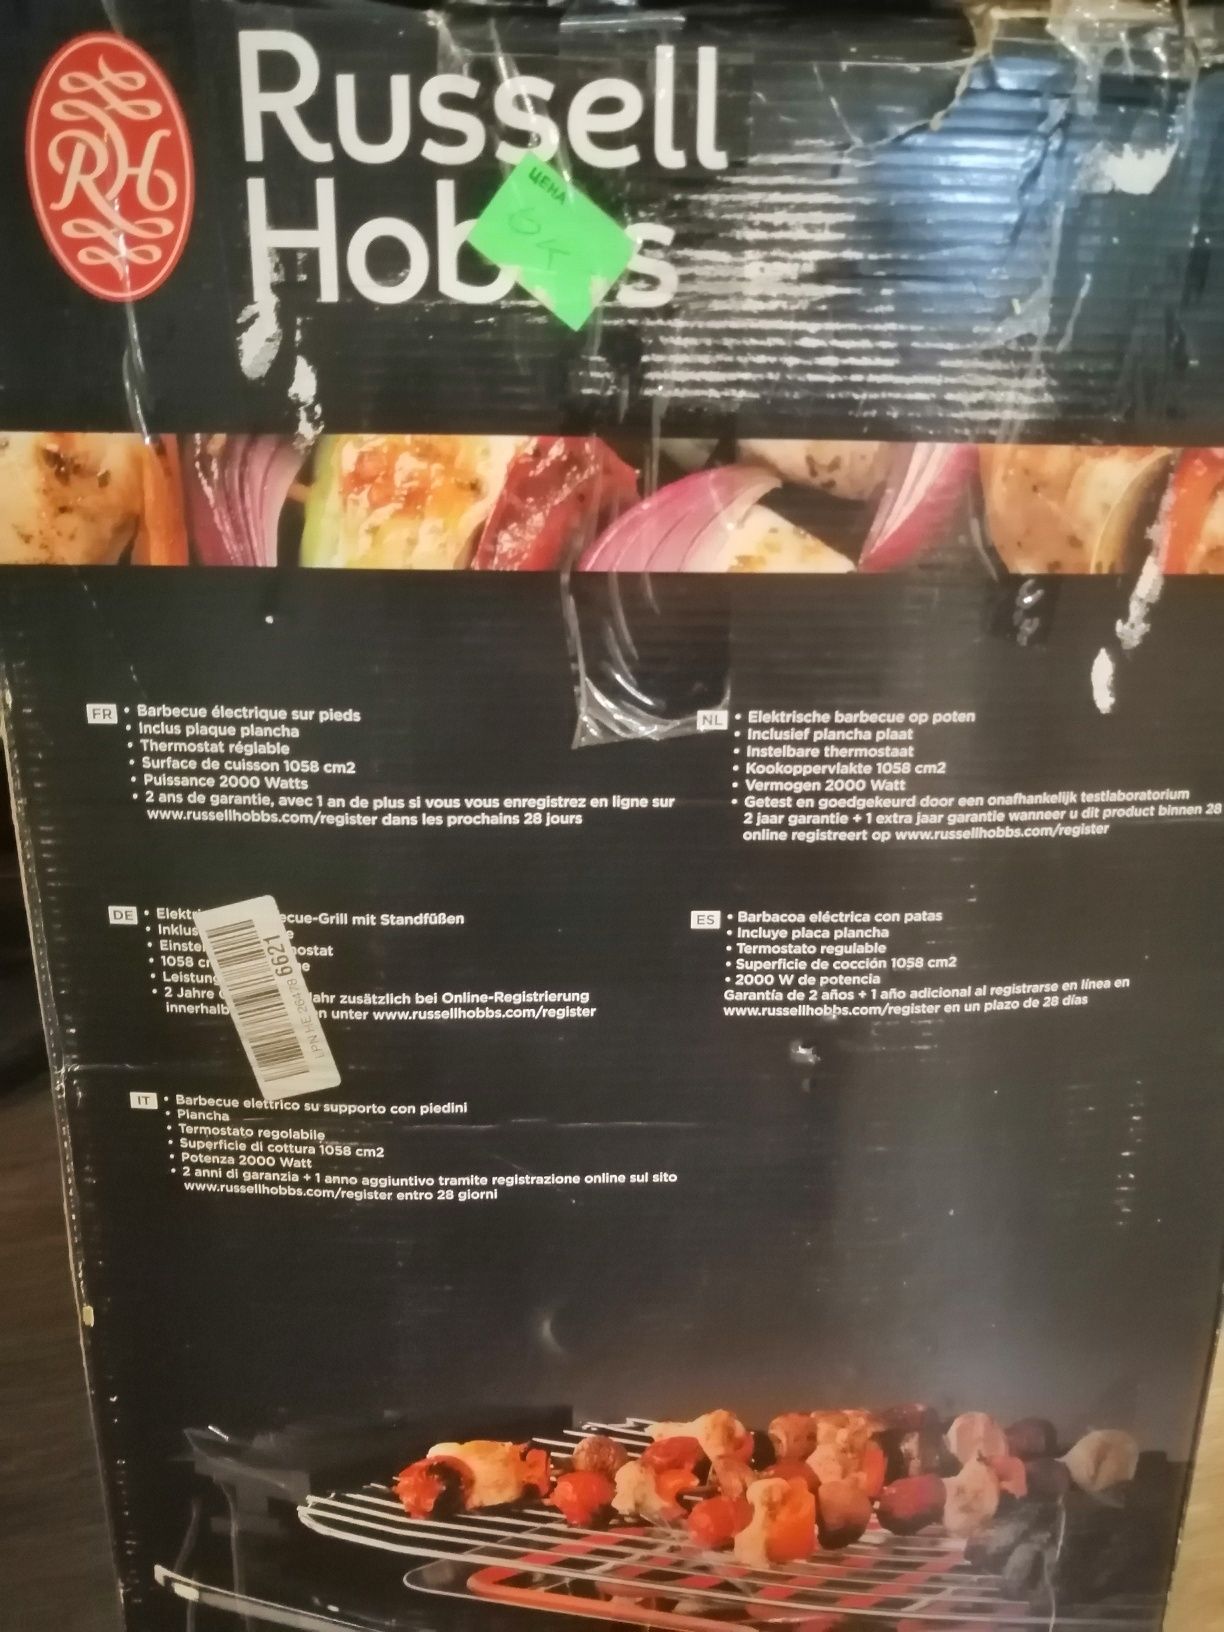 RH
Russell
Hobbs
ЦЕНА
FR
• Barbecue électrique sur pieds
• Inclus plaque plancha
• Thermostat réglable
• Surface de cuisson 1058 cm2
• Puissance 2000 Watts
• 2 ans de garantie, avec 1 an de plus si vous vous enregistrez en ligne sur
www.russellhobbs.com/register dans les prochains 28 jours
NL
• Elektrische barbecue op poten
• Inclusief plancha plaat
• Instelbare thermostaat
• Kookoppervlakte 1058 cm2
• Vermogen 2000 Watt
• Getest en goedgekeurd door een onafhankelijk testlaboratorium
2 jaar garantie + 1 extra jaar garantie wanneer u dit product binnen 28
online registreert op www.russellhobbs.com/register
DE
• Elektr ecue-Grill mit Standfüßen
• Inklus e
• Einste ostat
• 1058 c e
• Leistung
• 2 Jahre Jahr zusätzlich bei Online-Registrierung
innerhalb n unter www.russellhobbs.com/register
6621
ES
• Barbacoa eléctrica con patas
• Incluye placa plancha
• Termostato regulable
• Superficie de cocción 1058 cm2
• 2000 W de potencia
Garantía de 2 años + 1 año adicional al registrarse en línea en
www.russellhobbs.com/register en un plazo de 28 días
IT
• Barbecue elettrico su supporto con piedini
• Plancha
• Termostato regolabile
• Superficie di cottura 1058 cm2
• Potenza 2000 Watt
• 2 anni di garanzia + 1 anno aggiuntivo tramite registrazione online sul sito
www.russellhobbs.com/register entro 28 giorni